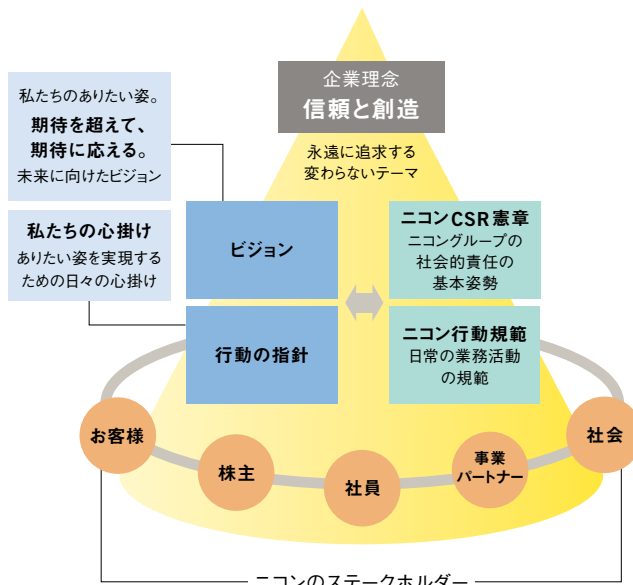 企業理念
信頼と創造
永遠に追求する
変わらないテーマ
私たちのありたい姿。
期待を超えて、
期待に応える。
未来に向けたビジョン
私たちの心掛け
ありたい姿を実現する
ための日々の心掛け
ビジョン
行動の指針
ニコンCSR憲章
ニコングループの
社会的責任の
基本姿勢
ニコン行動規範
日常の業務活動
の規範
お客様
株主
社員
事業
パートナー
社会
ニコンのステークホルダー